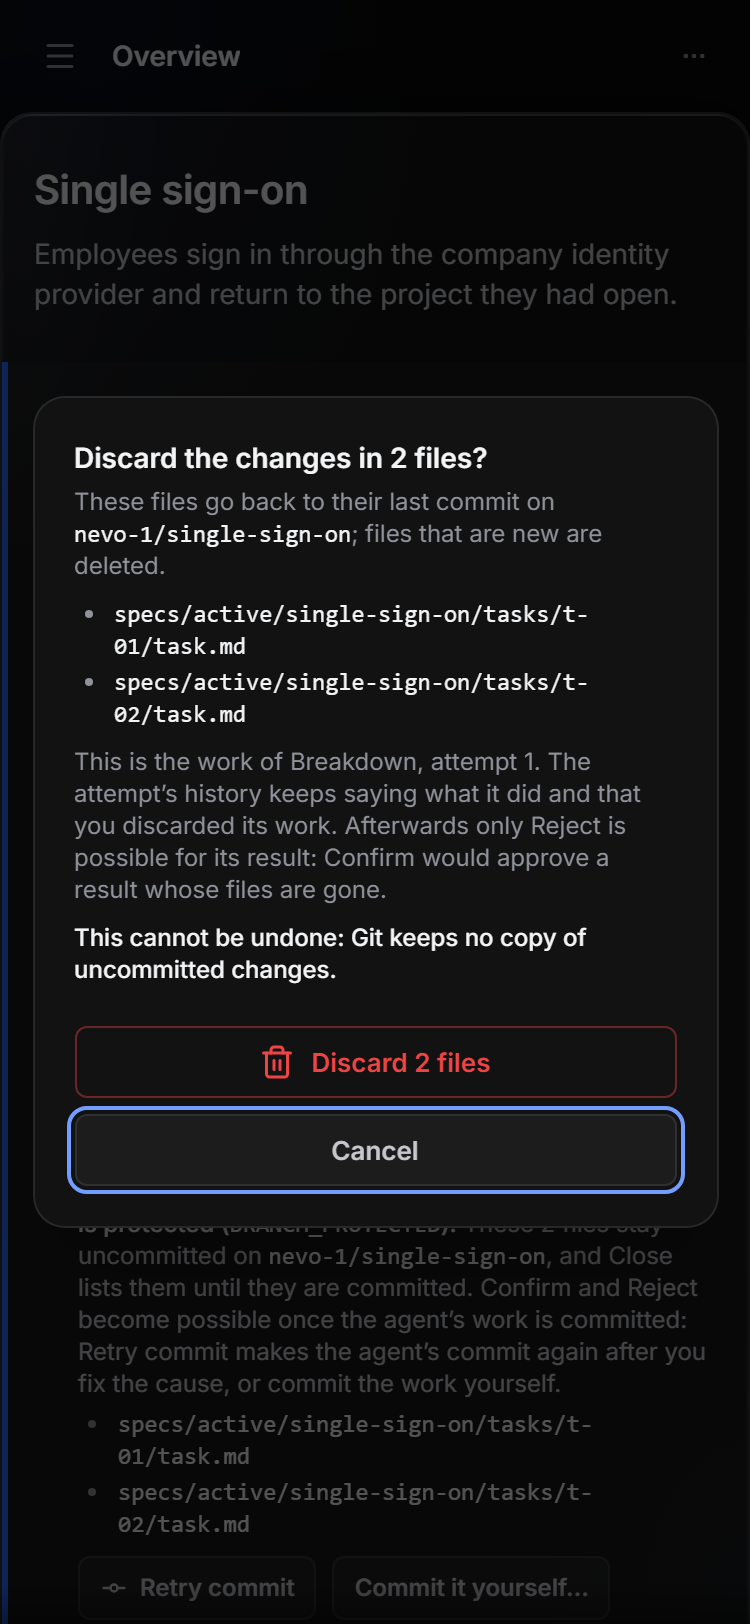 Overview
Single sign-on
Employees sign in through the company identity
provider and return to the project they had open.
Discard the changes in 2 files?
These files go back to their last commit on
nevo-1/single-sign-on; files that are new are
deleted.
• specs/active/single-sign-on/tasks/t-
01/task.md
• specs/active/single-sign-on/tasks/t-
02/task.md
This is the work of Breakdown, attempt 1. The
attempt’s history keeps saying what it did and that
you discarded its work. Afterwards only Reject is
possible for its result: Confirm would approve a
result whose files are gone.
This cannot be undone: Git keeps no copy of
uncommitted changes.
Discard 2 files
Cancel
is protected (BRANCH_PROTECTED). These 2 files stay
uncommitted on nevo-1/single-sign-on, and Close
lists them until they are committed. Confirm and Reject
become possible once the agent’s work is committed:
Retry commit makes the agent’s commit again after you
fix the cause, or commit the work yourself.
• specs/active/single-sign-on/tasks/t-
01/task.md
• specs/active/single-sign-on/tasks/t-
02/task.md
Retry commit
Commit it yourself...